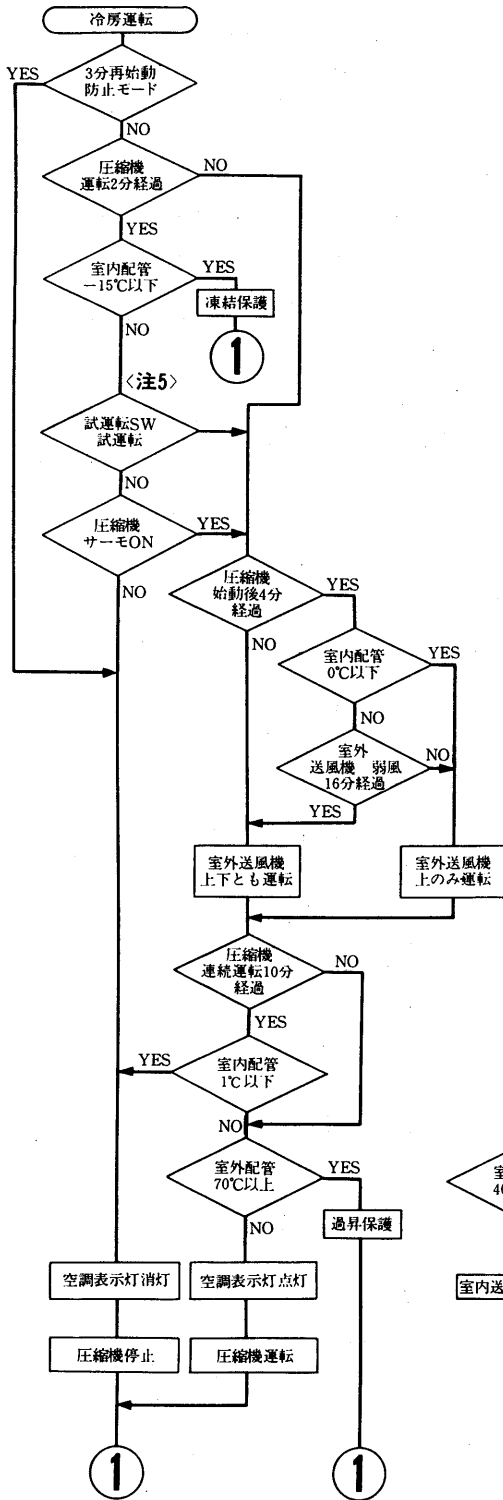 冷房運転
YES
3分再始動
防止モード
NO
圧縮機
運転2分経過
NO
YES
室内配管
−15℃以下
YES
凍結保護
NO
1
〈注5〉
試運転SW
試運転
NO
圧縮機
サーモON
YES
NO
圧縮機
始動後4分
経過
YES
NO
室内配管
0℃以下
YES
NO
室外
送風機 弱風
16分経過
NO
YES
室外送風機
上下とも運転
室外送風機
上のみ運転
圧縮機
連続運転10分
経過
NO
YES
YES
室内配管
1℃以下
NO
室外配管
70℃以上
YES
NO
過昇保護
室
40
空調表示灯消灯
空調表示灯点灯
室内送
圧縮機停止
圧縮機運転
1
1